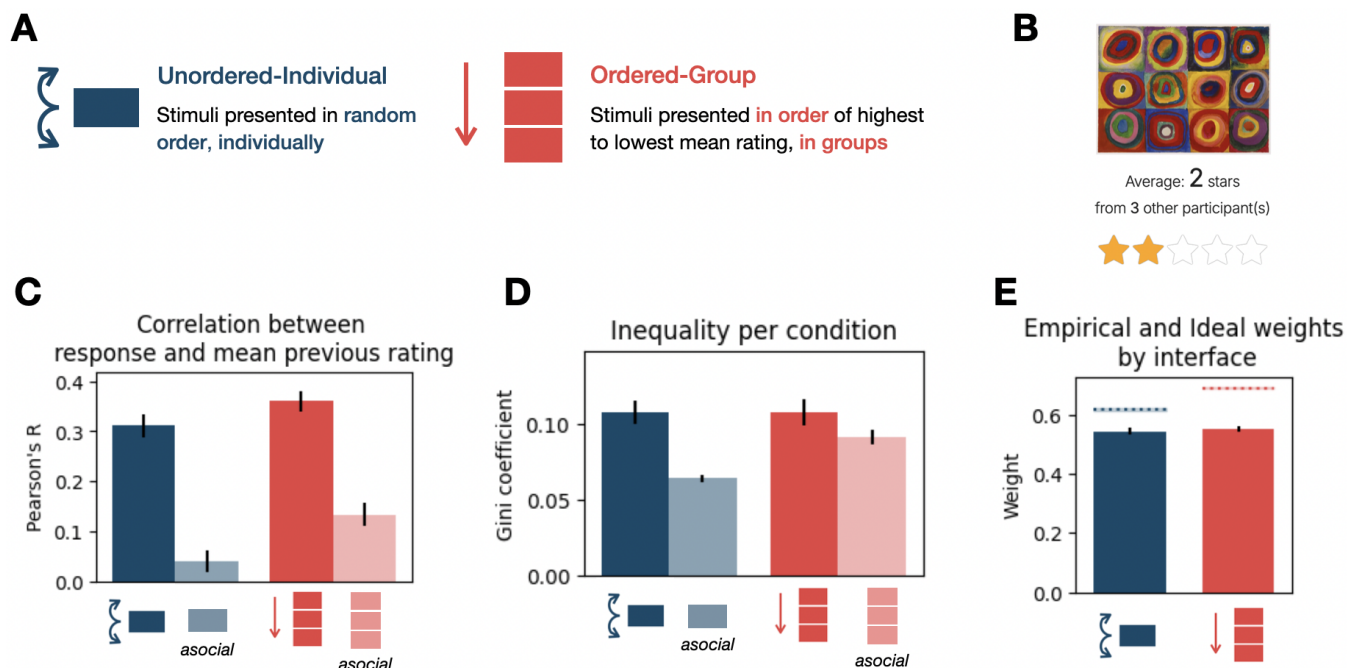 A
Unordered-Individual
Stimuli presented in random
order, individually
Ordered-Group
Stimuli presented in order of highest
to lowest mean rating, in groups
B
Average: 2 stars
from 3 other participant(s)
C
Correlation between
response and mean previous rating
Pearson's R
0.4
0.3
0.2
0.1
0.0
asocial
asocial
D
Inequality per condition
Gini coefficient
0.10
0.05
0.00
asocial
asocial
E
Empirical and Ideal weights
by interface
Weight
0.6
0.4
0.2
0.0